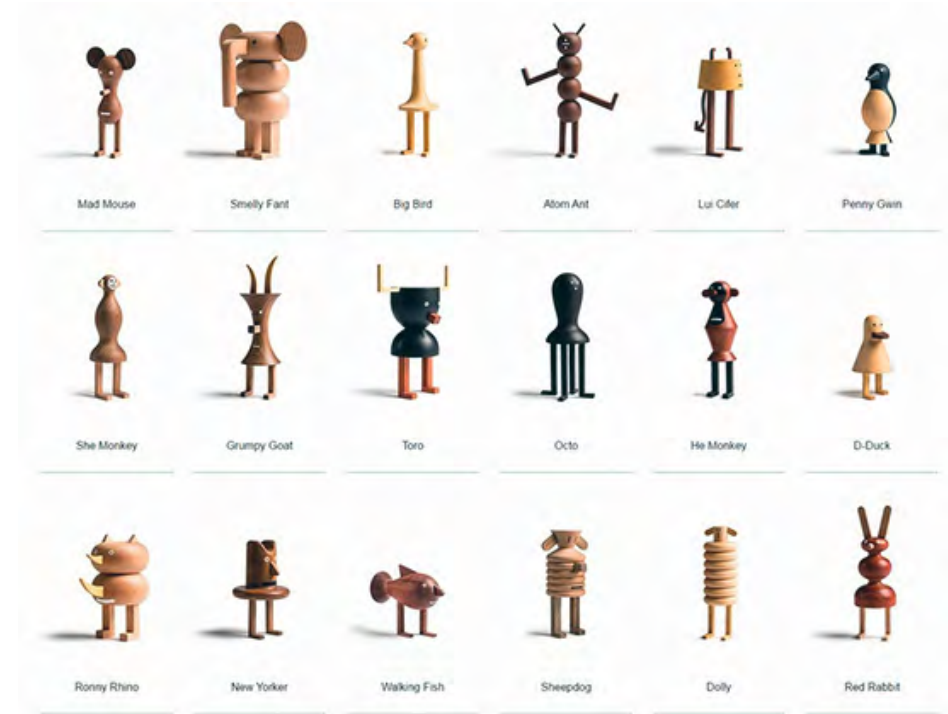 Mad Mouse
Smelly Fant
Big Bird
Atom Ant
Lui Cifer
Penny Gwin
She Monkey
Grumpy Goat
Toro
Octo
He Monkey
D-Duck
Ronny Rhino
New Yorker
Walking Fish
Sheepdog
Dolly
Red Rabbit